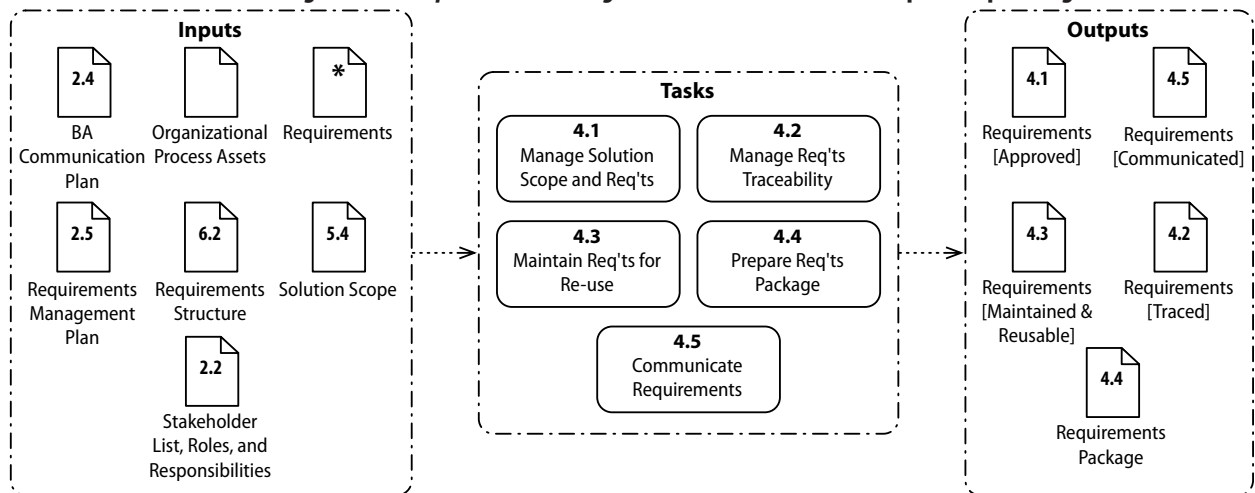 Inputs
2.4
BA
Communication
Plan
Organizational
Process Assets
*
Requirements
2.5
Requirements
Management
Plan
6.2
Requirements
Structure
5.4
Solution Scope
2.2
Stakeholder
List, Roles, and
Responsibilities
Tasks
4.1
Manage Solution
Scope and Req'ts
4.2
Manage Req'ts
Traceability
4.3
Maintain Req'ts for
Re-use
4.4
Prepare Req'ts
Package
4.5
Communicate
Requirements
Outputs
4.1
Requirements
[Approved]
4.5
Requirements
[Communicated]
4.3
Requirements
[Maintained &
Reusable]
4.2
Requirements
[Traced]
4.4
Requirements
Package